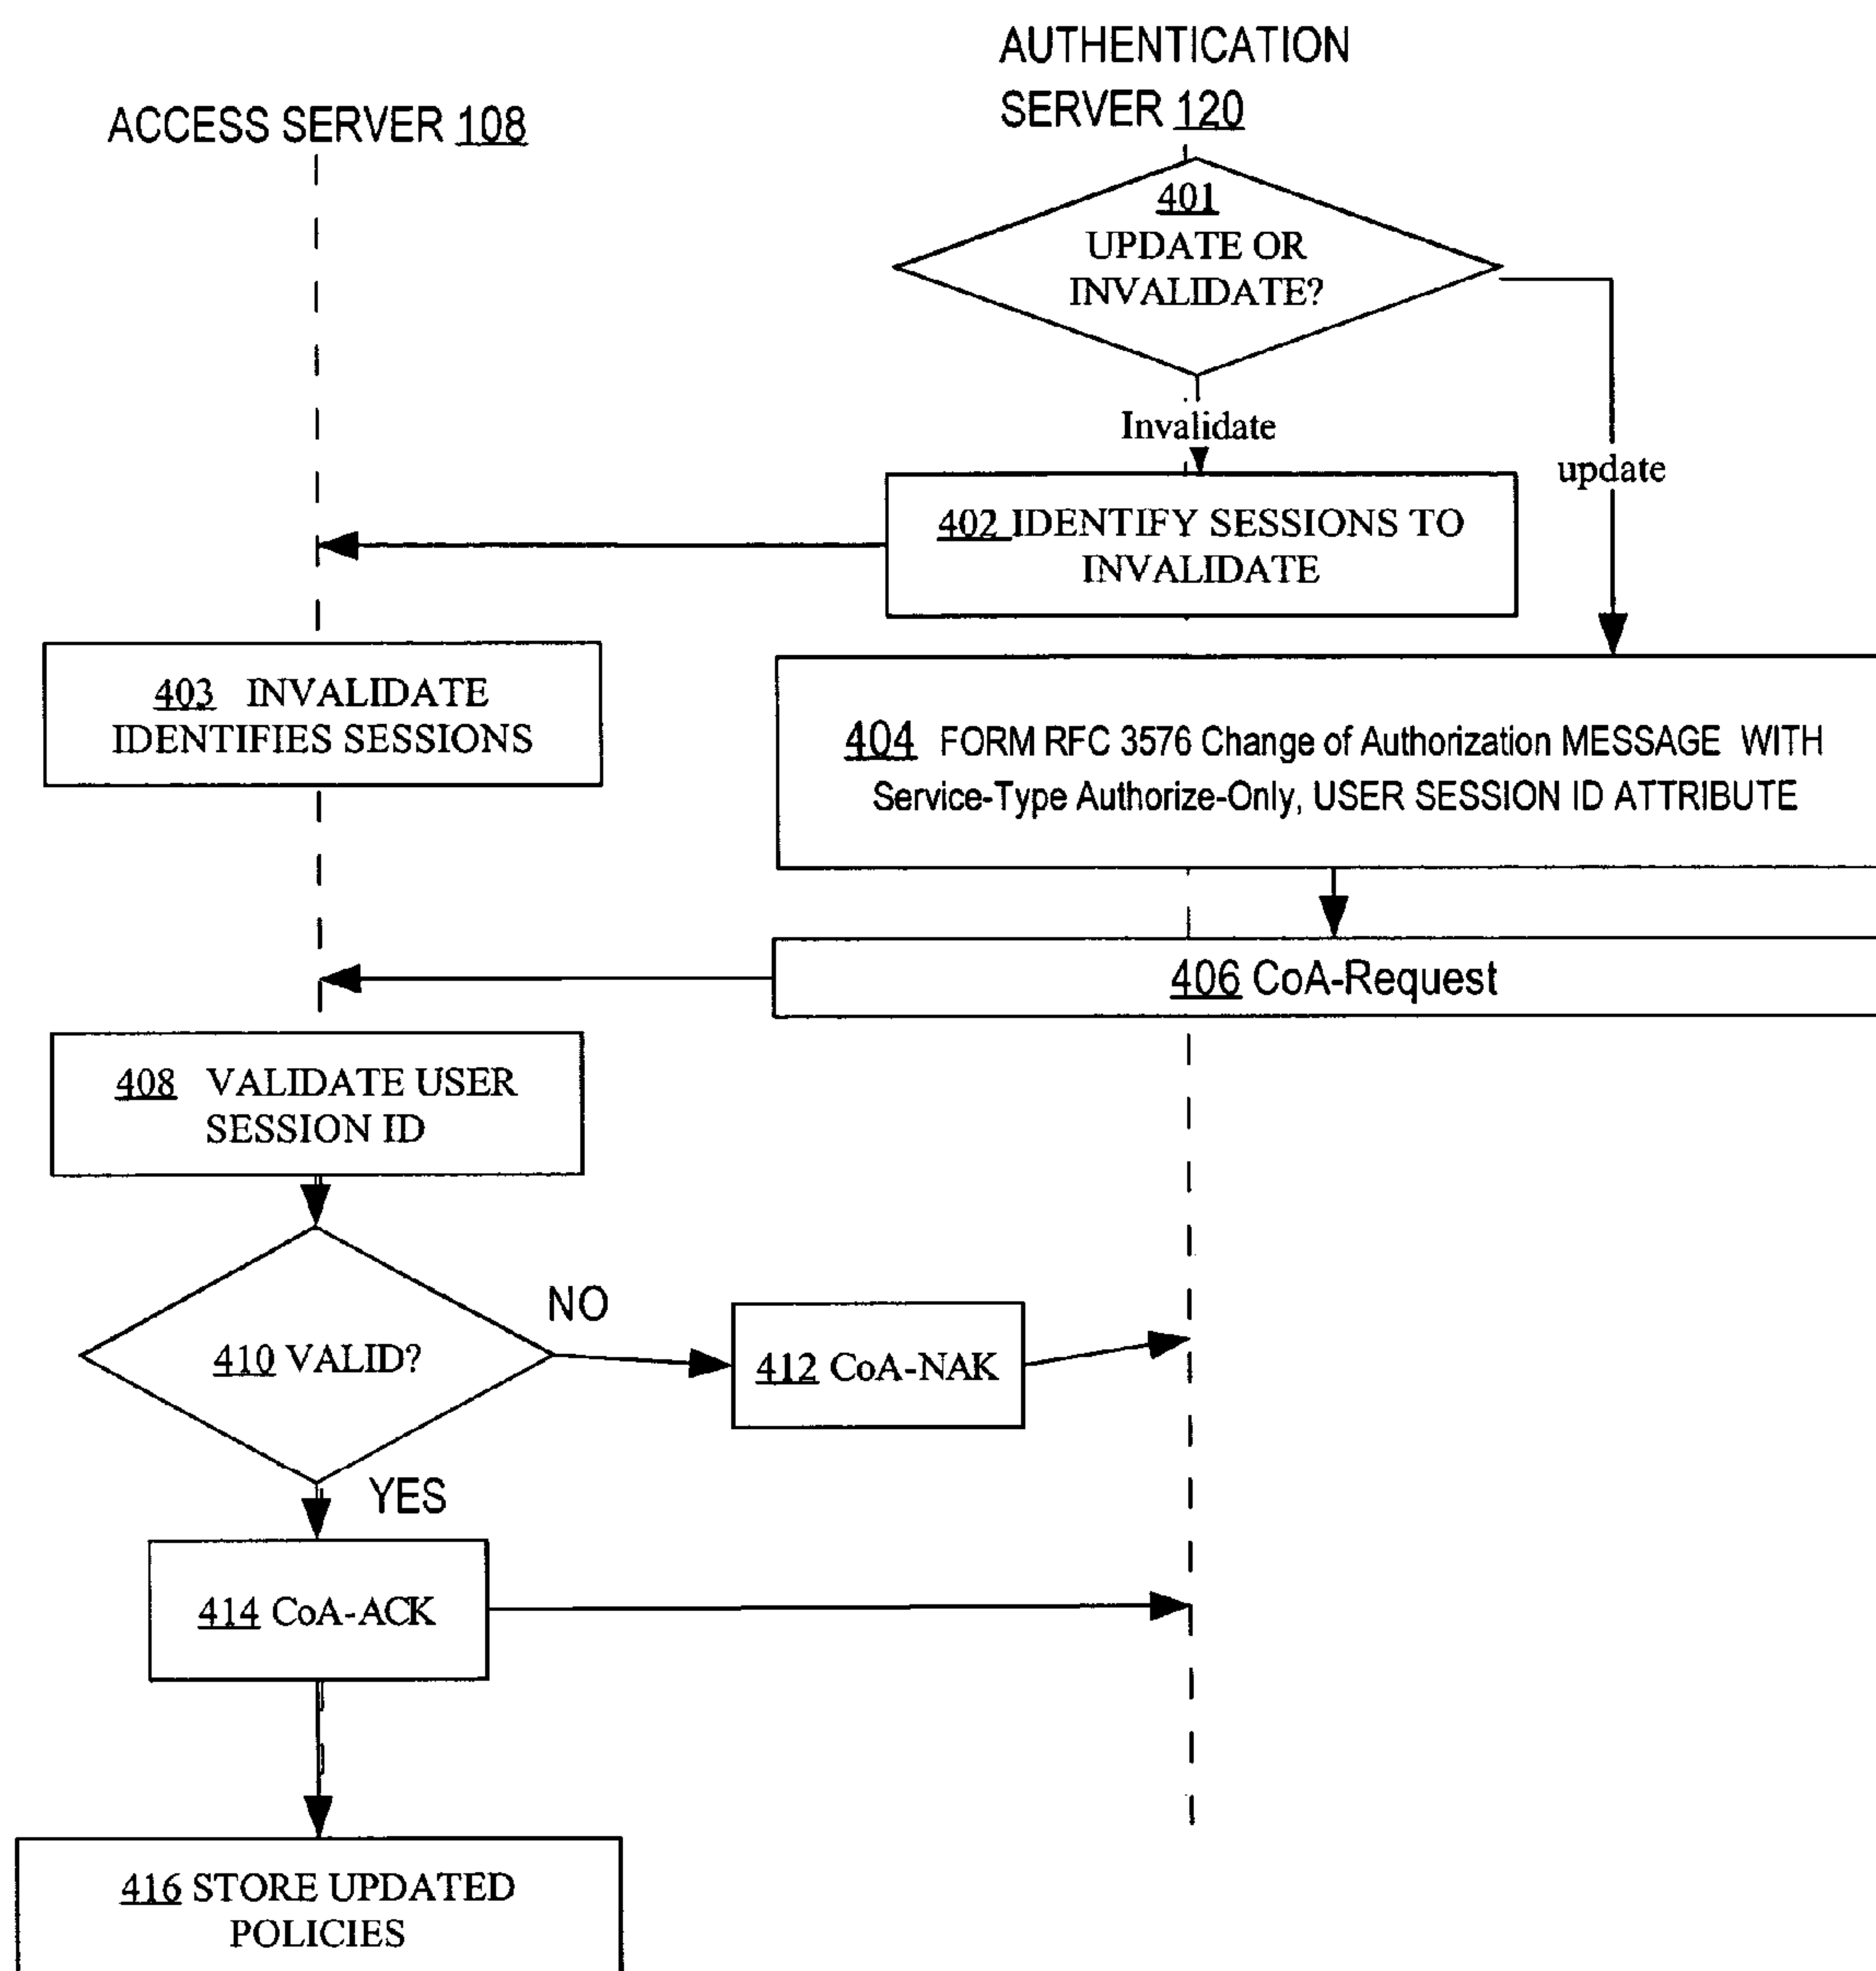 AUTHENTICATION
SERVER 120
ACCESS SERVER 108
401
UPDATE OR
INVALIDATE?
Invalidate
update
402 IDENTIFY SESSIONS TO
INVALIDATE
403 INVALIDATE
IDENTIFIES SESSIONS
404 FORM RFC 3576 Change of Authorization MESSAGE WITH
Service-Type Authorize-Only, USER SESSION ID ATTRIBUTE
406 CoA-Request
408 VALIDATE USER
SESSION ID
NO
410 VALID?
412 CoA-NAK
YES
414 CoA-ACK
416 STORE UPDATED
POLICIES